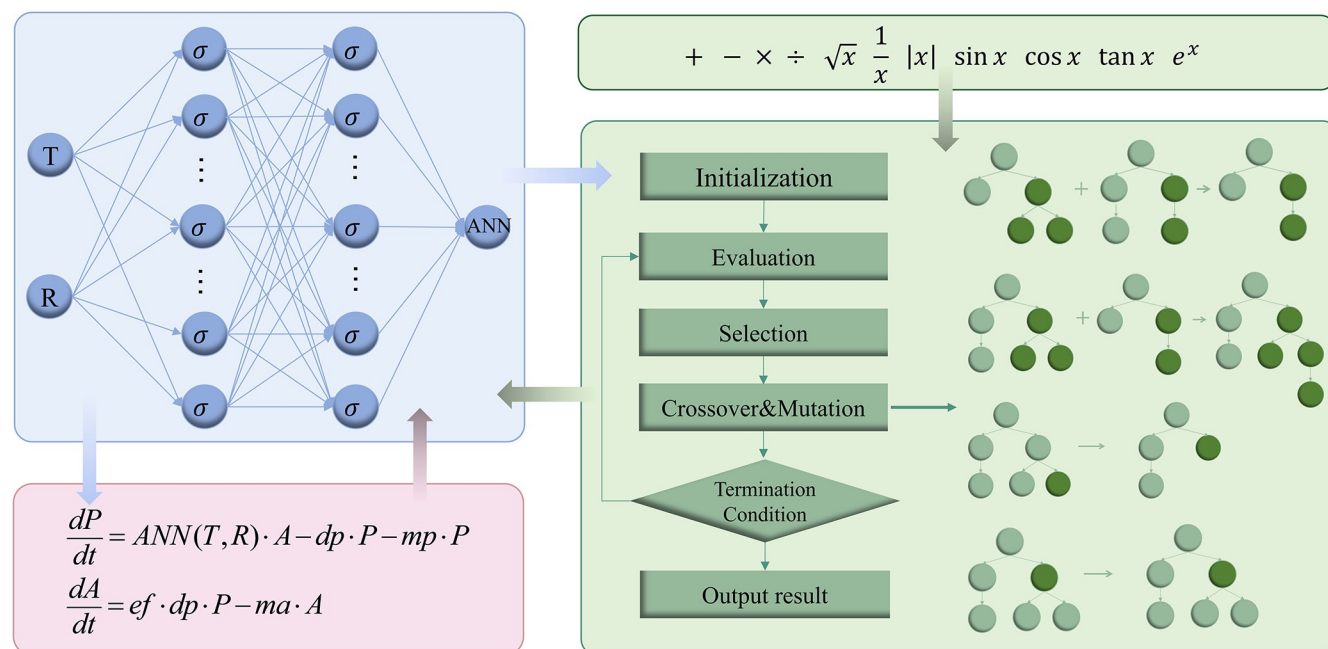 T
R
σ
σ
⋮
σ
⋮
σ
σ
σ
σ
⋮
σ
⋮
σ
σ
ANN
dP/dt = ANN(T, R) · A − dp · P − mp · P
dA/dt = ef · dp · P − ma · A
+ − × ÷ √x 1/x |x| sin x cos x tan x eˣ
Initialization
Evaluation
Selection
Crossover&Mutation
Termination
Condition
Output result
+
+